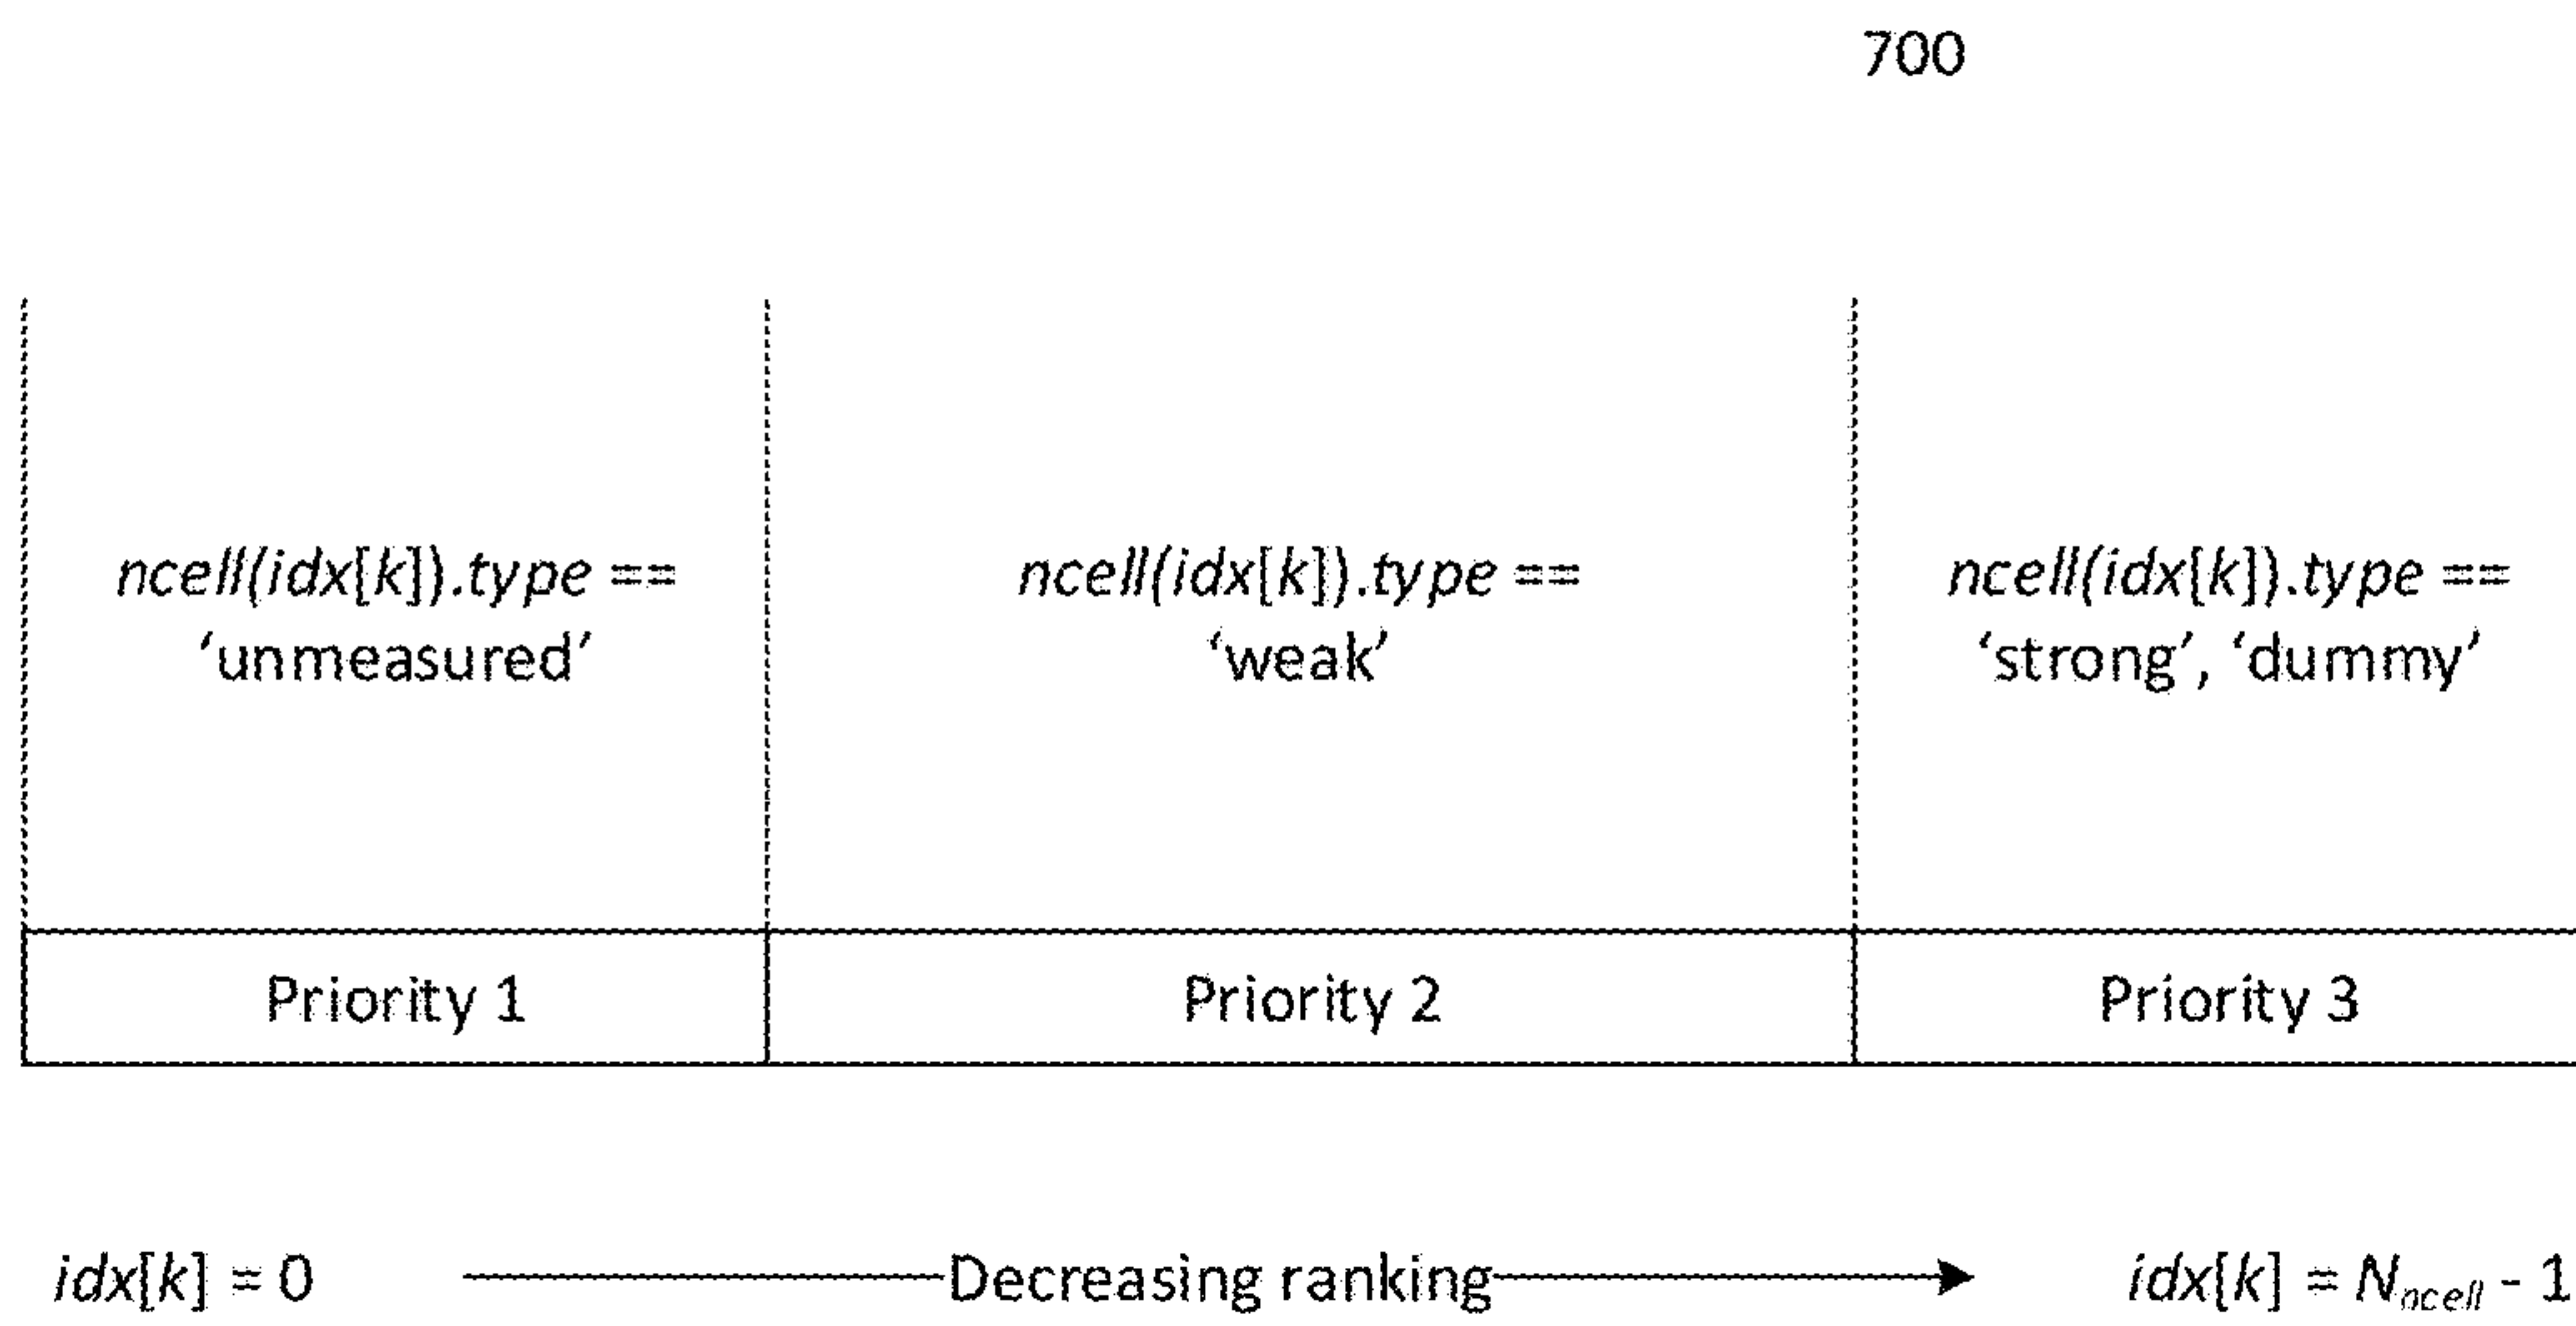 700
ncell(idx[k]).type ==
‘unmeasured’
ncell(idx[k]).type ==
‘weak’
ncell(idx[k]).type ==
‘strong’, ‘dummy’
Priority 1
Priority 2
Priority 3
idx[k] = 0
Decreasing ranking
idx[k] = Nncell - 1